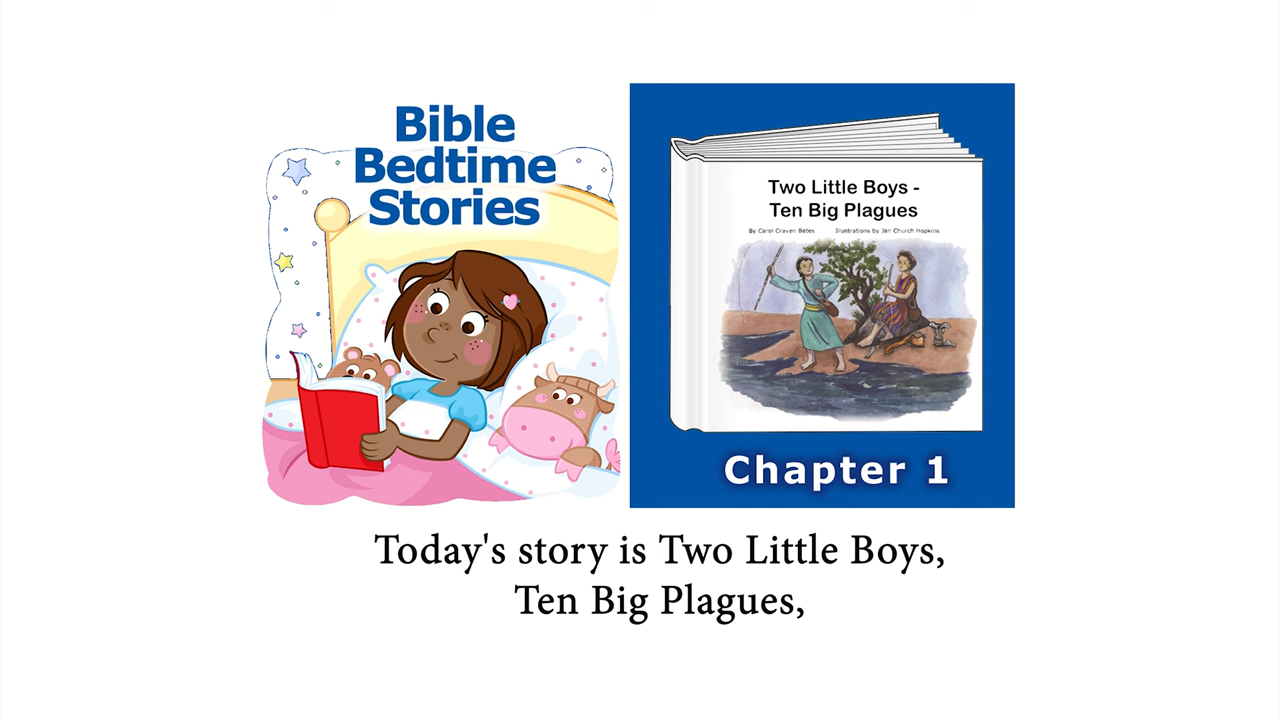 Bible
Bedtime
Stories
Two Little Boys -
Ten Big Plagues
By Carol Craven Bates Illustrations by Jan Church Hopkins
Chapter 1
Today's story is Two Little Boys,
Ten Big Plagues,